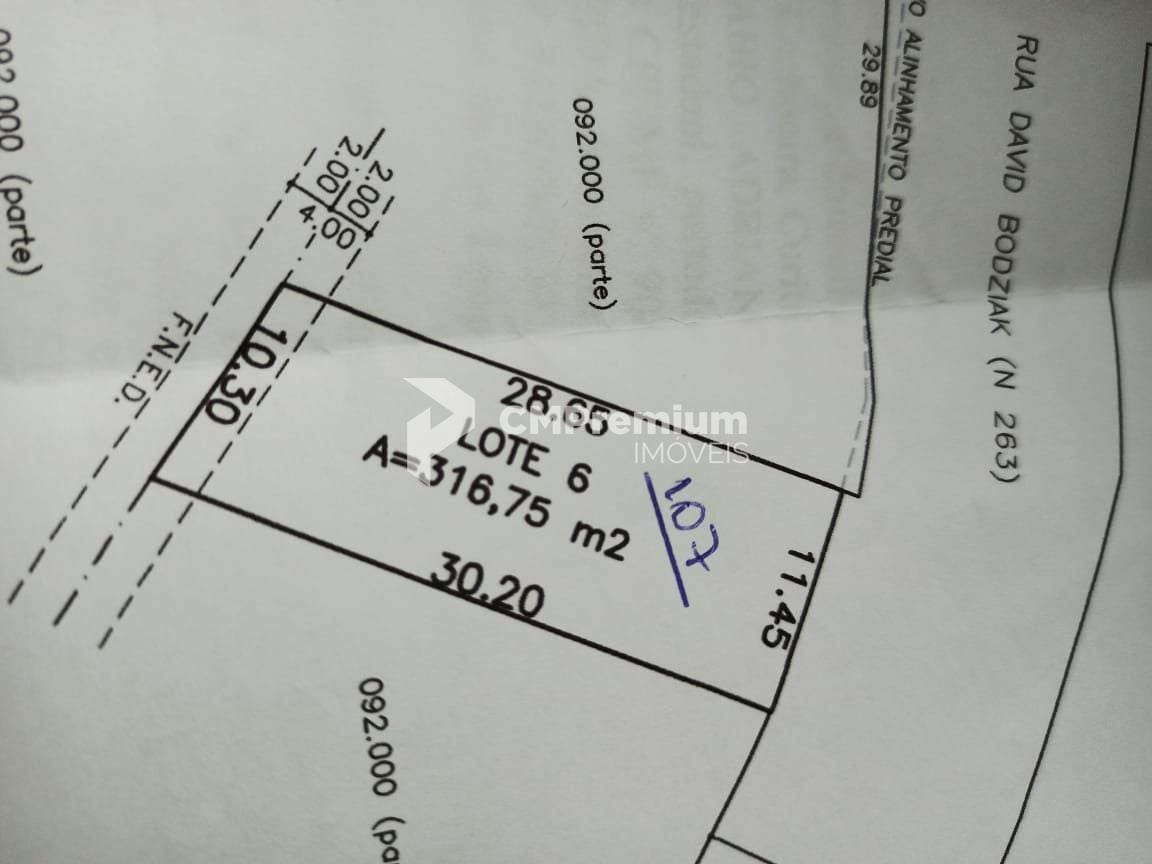 RUA DAVID BODZIAK (N 263)
ALINHAMENTO PREDIAL
29.89
092.000 (parte)
2.00
2.00
4.00
F.N.E.D.
10.30
28.65
LOTE 6
A=316,75 m2
30.20
11.45
107
CMPremium
IMÓVEIS
092.000 (parte)
092.000